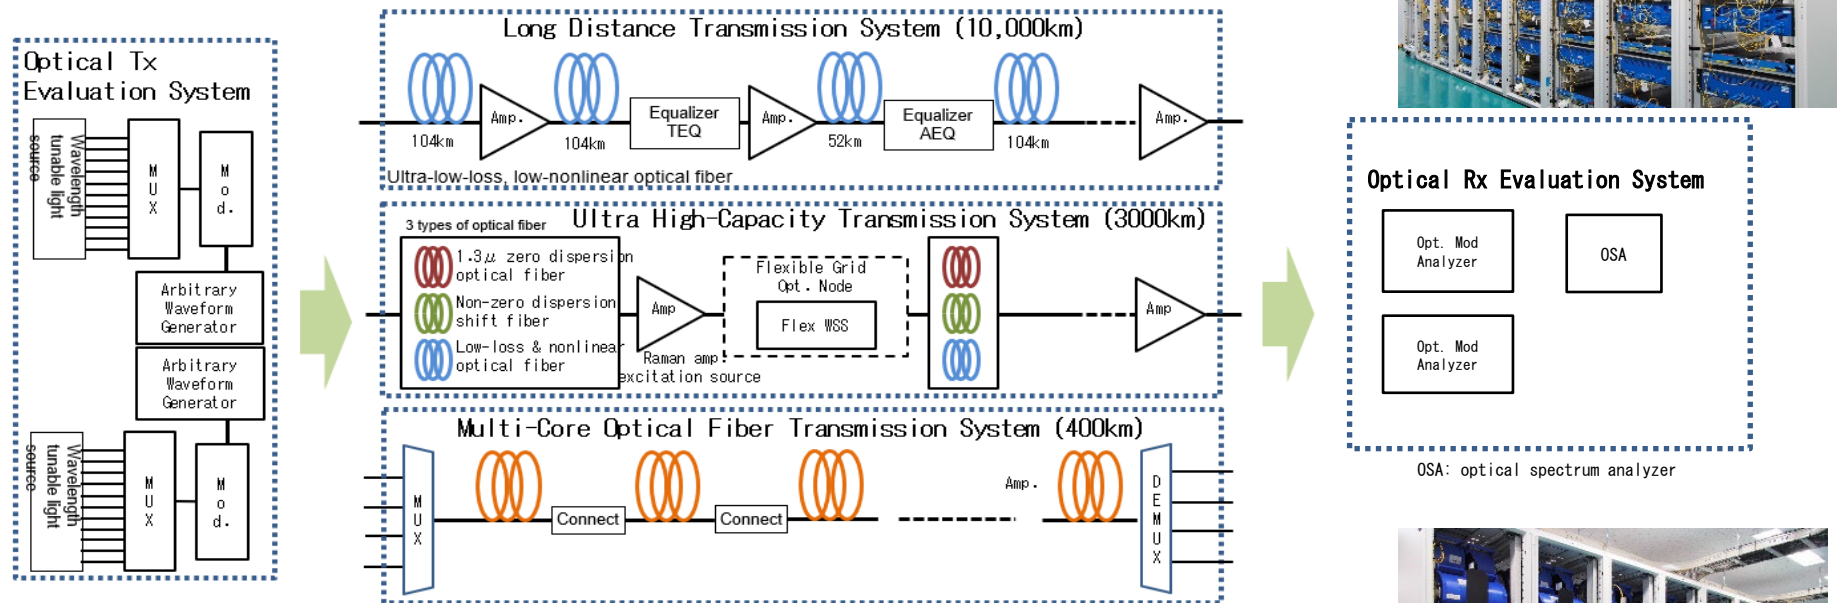 Optical Tx
Evaluation System
Wavelength
tunable light
source
M
U
X
M
o
d.
Arbitrary
Waveform
Generator
Arbitrary
Waveform
Generator
Wavelength
tunable light
source
M
U
X
M
o
d.
Long Distance Transmission System (10,000km)
104km
Amp.
104km
Equalizer
TEQ
Amp.
52km
Equalizer
AEQ
104km
Amp.
Ultra-low-loss, low-nonlinear optical fiber
Ultra High-Capacity Transmission System (3000km)
3 types of optical fiber
1.3μ zero dispersion
optical fiber
Non-zero dispersion
shift fiber
Low-loss & nonlinear
optical fiber
Amp
Raman amp.
excitation source
Flexible Grid
Opt. Node
Flex WSS
Amp
Multi-Core Optical Fiber Transmission System (400km)
M
U
X
Connect
Connect
Amp.
D
E
M
U
X
Optical Rx Evaluation System
Opt. Mod
Analyzer
OSA
Opt. Mod
Analyzer
OSA: optical spectrum analyzer